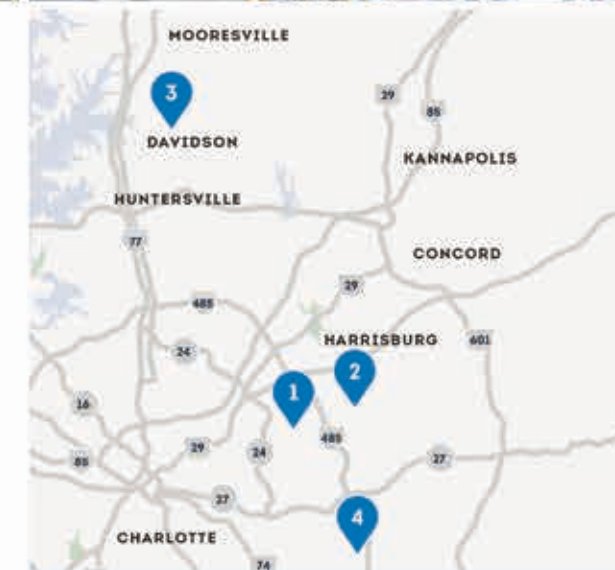 MOORESVILLE
3
29
85
DAVIDSON
KANNAPOLIS
HUNTERSVILLE
77
CONCORD
29
485
HARRISBURG
601
24
2
1
16
485
29
24
27
85
27
4
CHARLOTTE
74